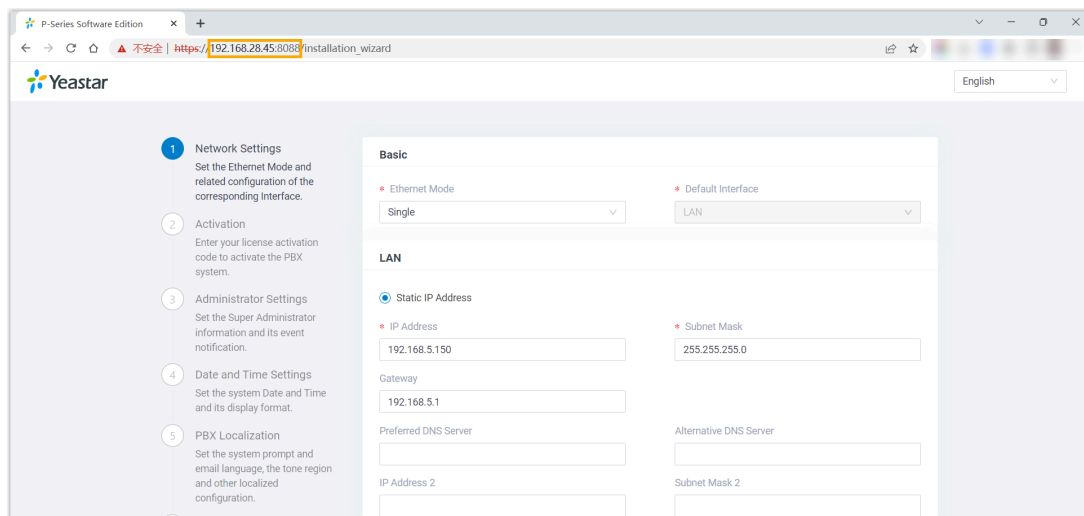 P-Series Software Edition
不安全 | https://192.168.28.45:8088/installation_wizard
Yeastar
English
1
Network Settings
Set the Ethernet Mode and
related configuration of the
corresponding Interface.
2
Activation
Enter your license activation
code to activate the PBX
system.
3
Administrator Settings
Set the Super Administrator
information and its event
notification.
4
Date and Time Settings
Set the system Date and Time
and its display format.
5
PBX Localization
Set the system prompt and
email language, the tone region
and other localized
configuration.
Basic
* Ethernet Mode
Single
* Default Interface
LAN
LAN
Static IP Address
* IP Address
192.168.5.150
* Subnet Mask
255.255.255.0
Gateway
192.168.5.1
Preferred DNS Server
Alternative DNS Server
IP Address 2
Subnet Mask 2